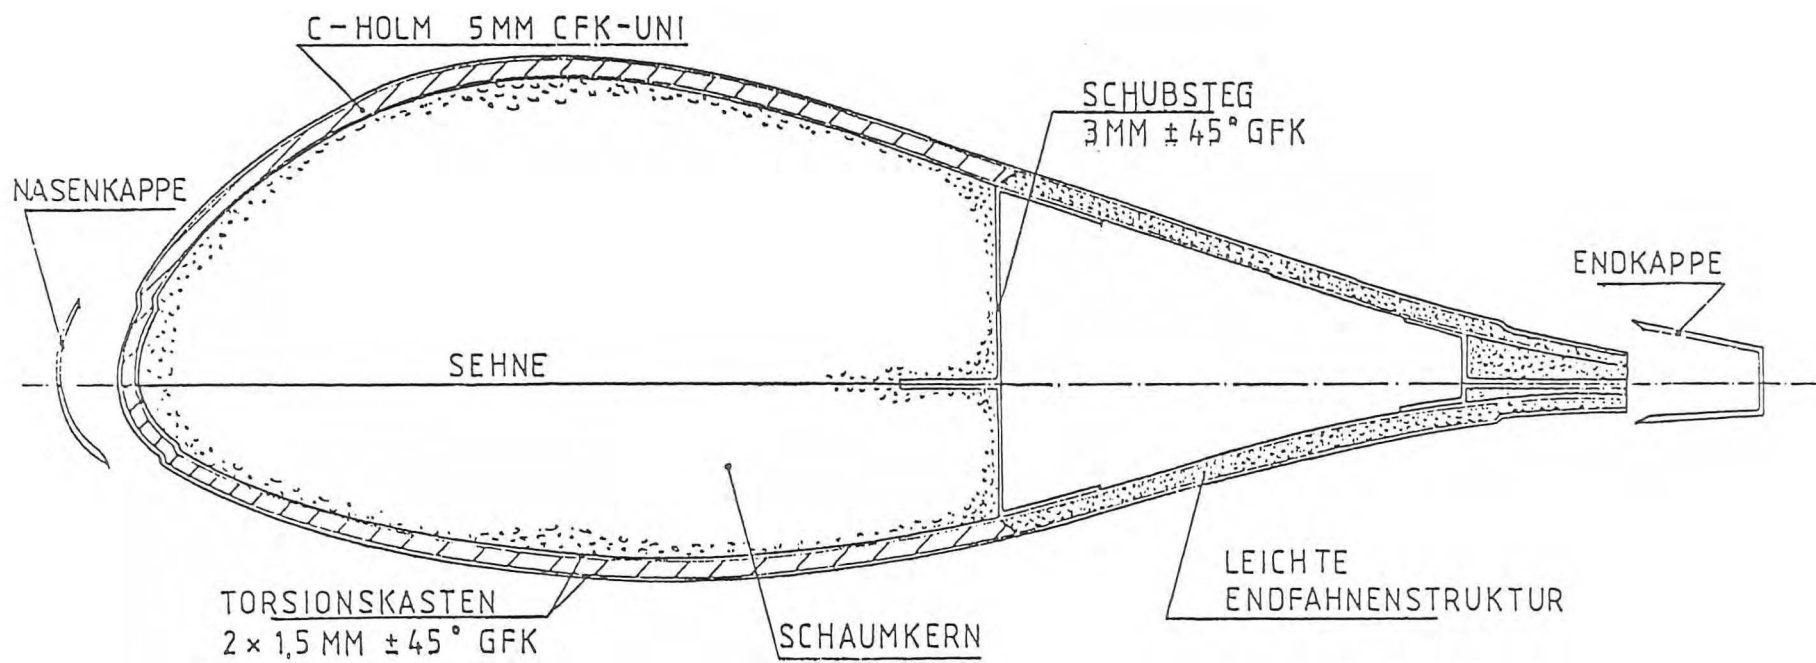 C-HOLM 5MM CFK-UNI
SCHUBSTEG
3MM ±45° GFK
NASENKAPPE
ENDKAPPE
SEHNE
LEICHTE
ENDFAHNENSTRUKTUR
TORSIONSKASTEN
2 × 1,5 MM ±45° GFK
SCHAUMKERN